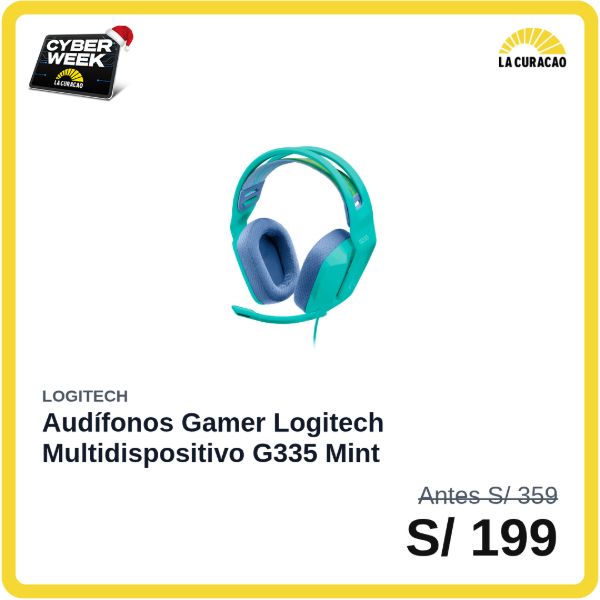 CYBER
WEEK
LA CURACAO
LA CURACAO
LOGITECH
Audífonos Gamer Logitech
Multidispositivo G335 Mint
Antes S/ 359
S/ 199